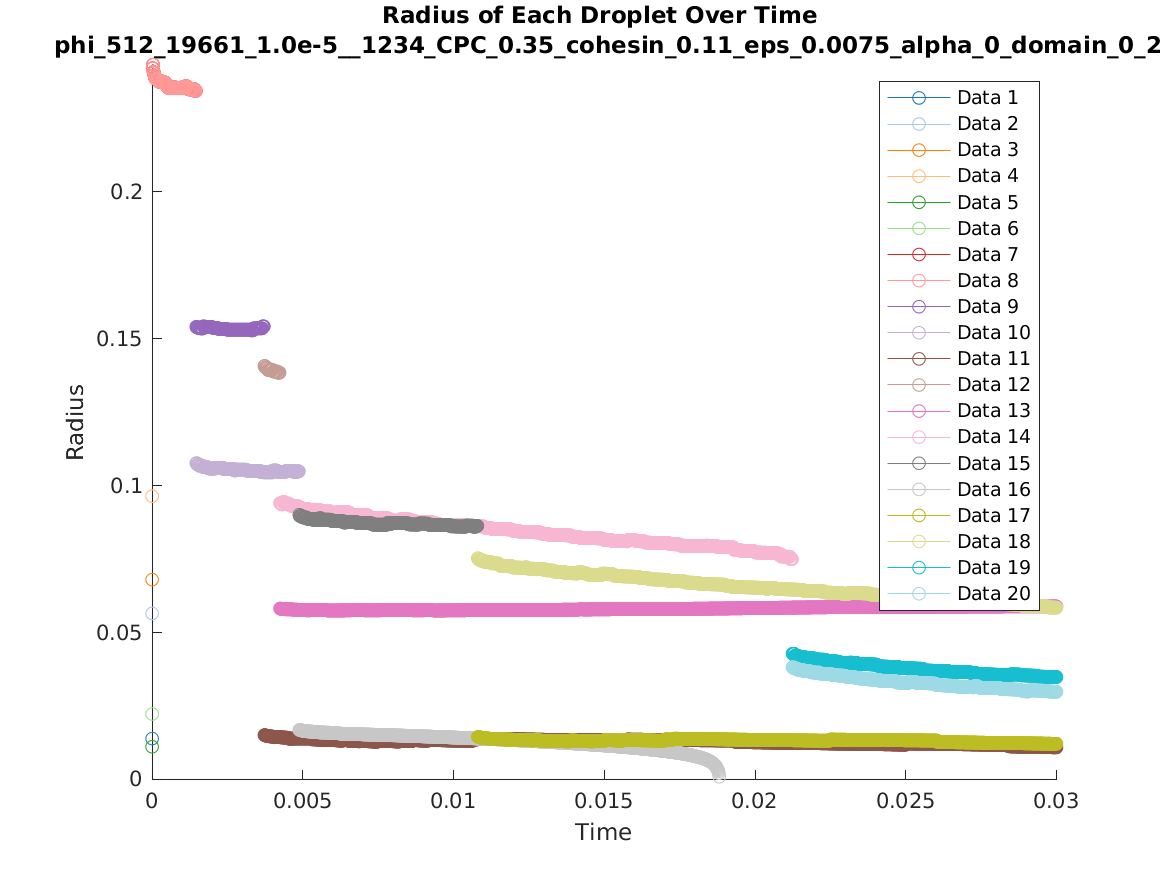 Radius of Each Droplet Over Time
phi_512_19661_1.0e-5__1234_CPC_0.35_cohesin_0.11_eps_0.0075_alpha_0_domain_0_2
Radius
0.2
0.15
0.1
0.05
0
0
0.005
0.01
0.015
0.02
0.025
0.03
Time
Data 1
Data 2
Data 3
Data 4
Data 5
Data 6
Data 7
Data 8
Data 9
Data 10
Data 11
Data 12
Data 13
Data 14
Data 15
Data 16
Data 17
Data 18
Data 19
Data 20